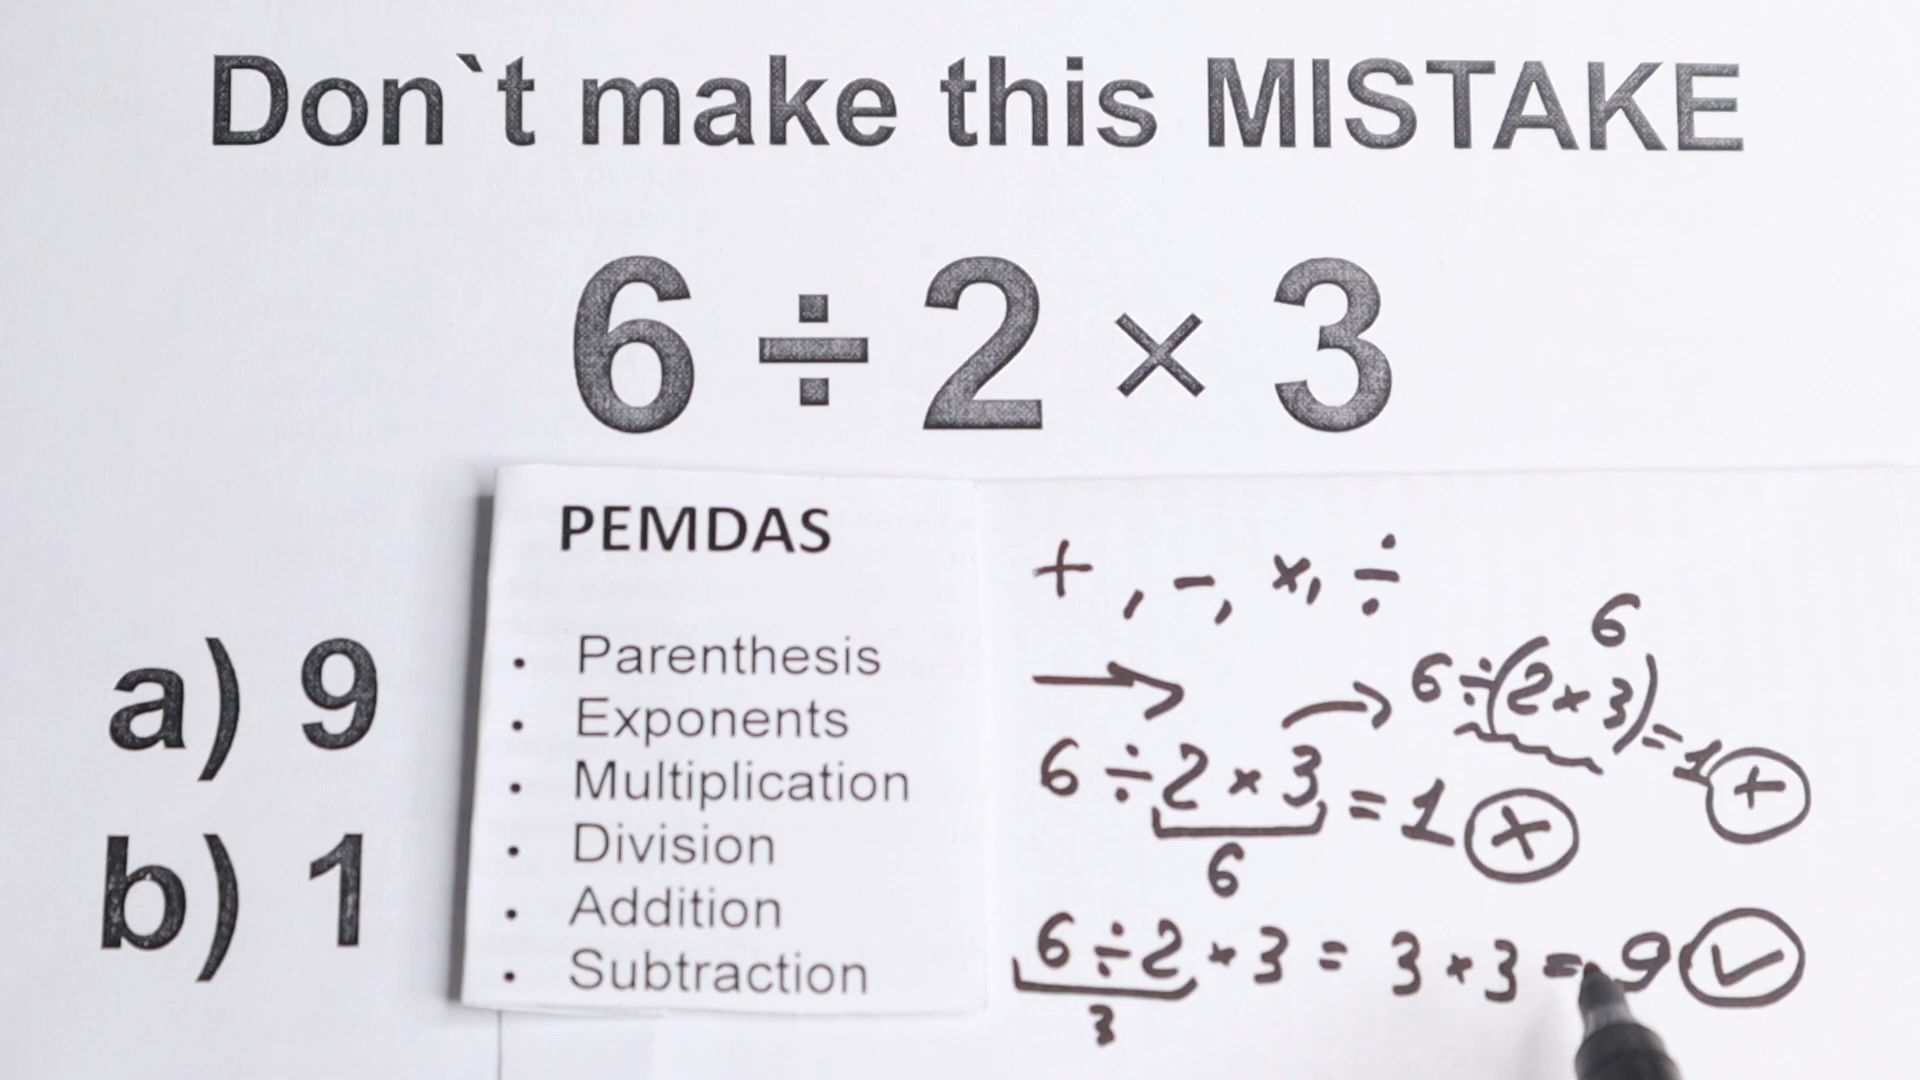 Don`t make this MISTAKE
6 ÷ 2 × 3
a) 9
b) 1
PEMDAS
• Parenthesis
• Exponents
• Multiplication
• Division
• Addition
• Subtraction
+ , - , × , ÷
→
6
→ 6 ÷ (2 × 3) = 1 +
6 ÷ 2 × 3 = 1 ×
6
6 ÷ 2 × 3 = 3 × 3 = 9 ✓
3